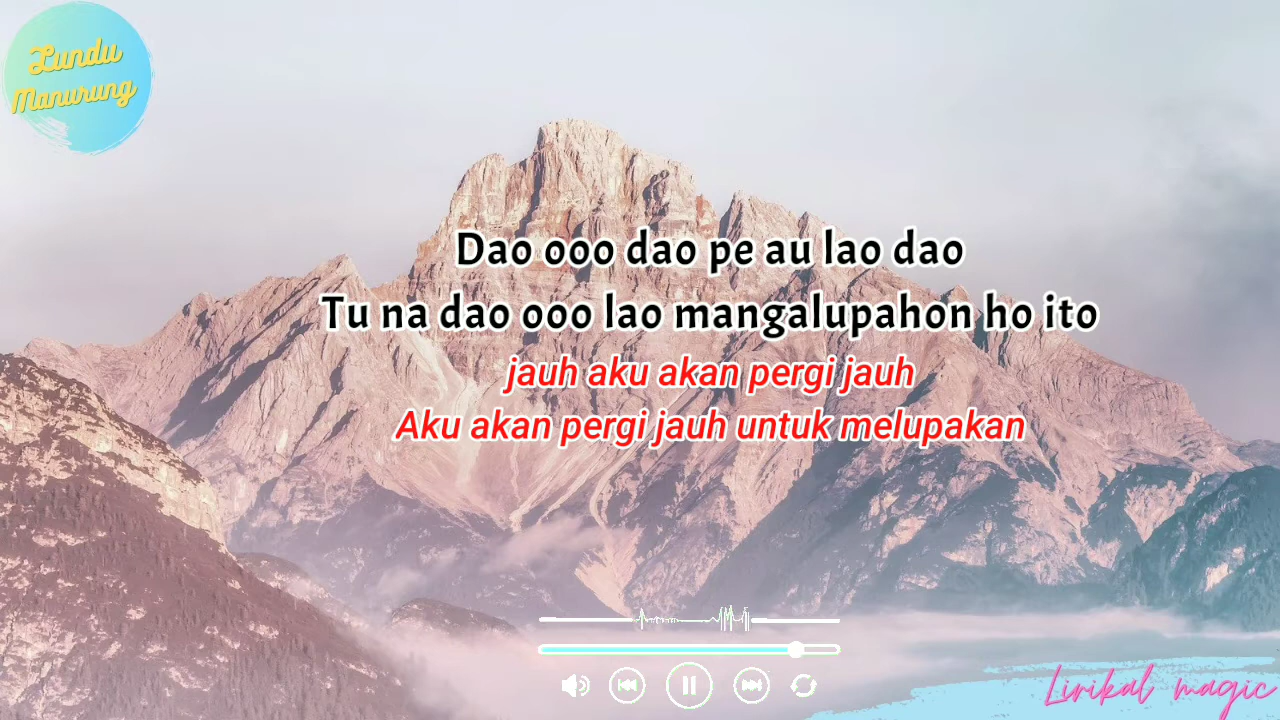 Lundu
Manurung
Dao ooo dao pe au lao dao
Tu na dao ooo lao mangalupahon ho ito
jauh aku akan pergi jauh
Aku akan pergi jauh untuk melupakan
Lirikal magic